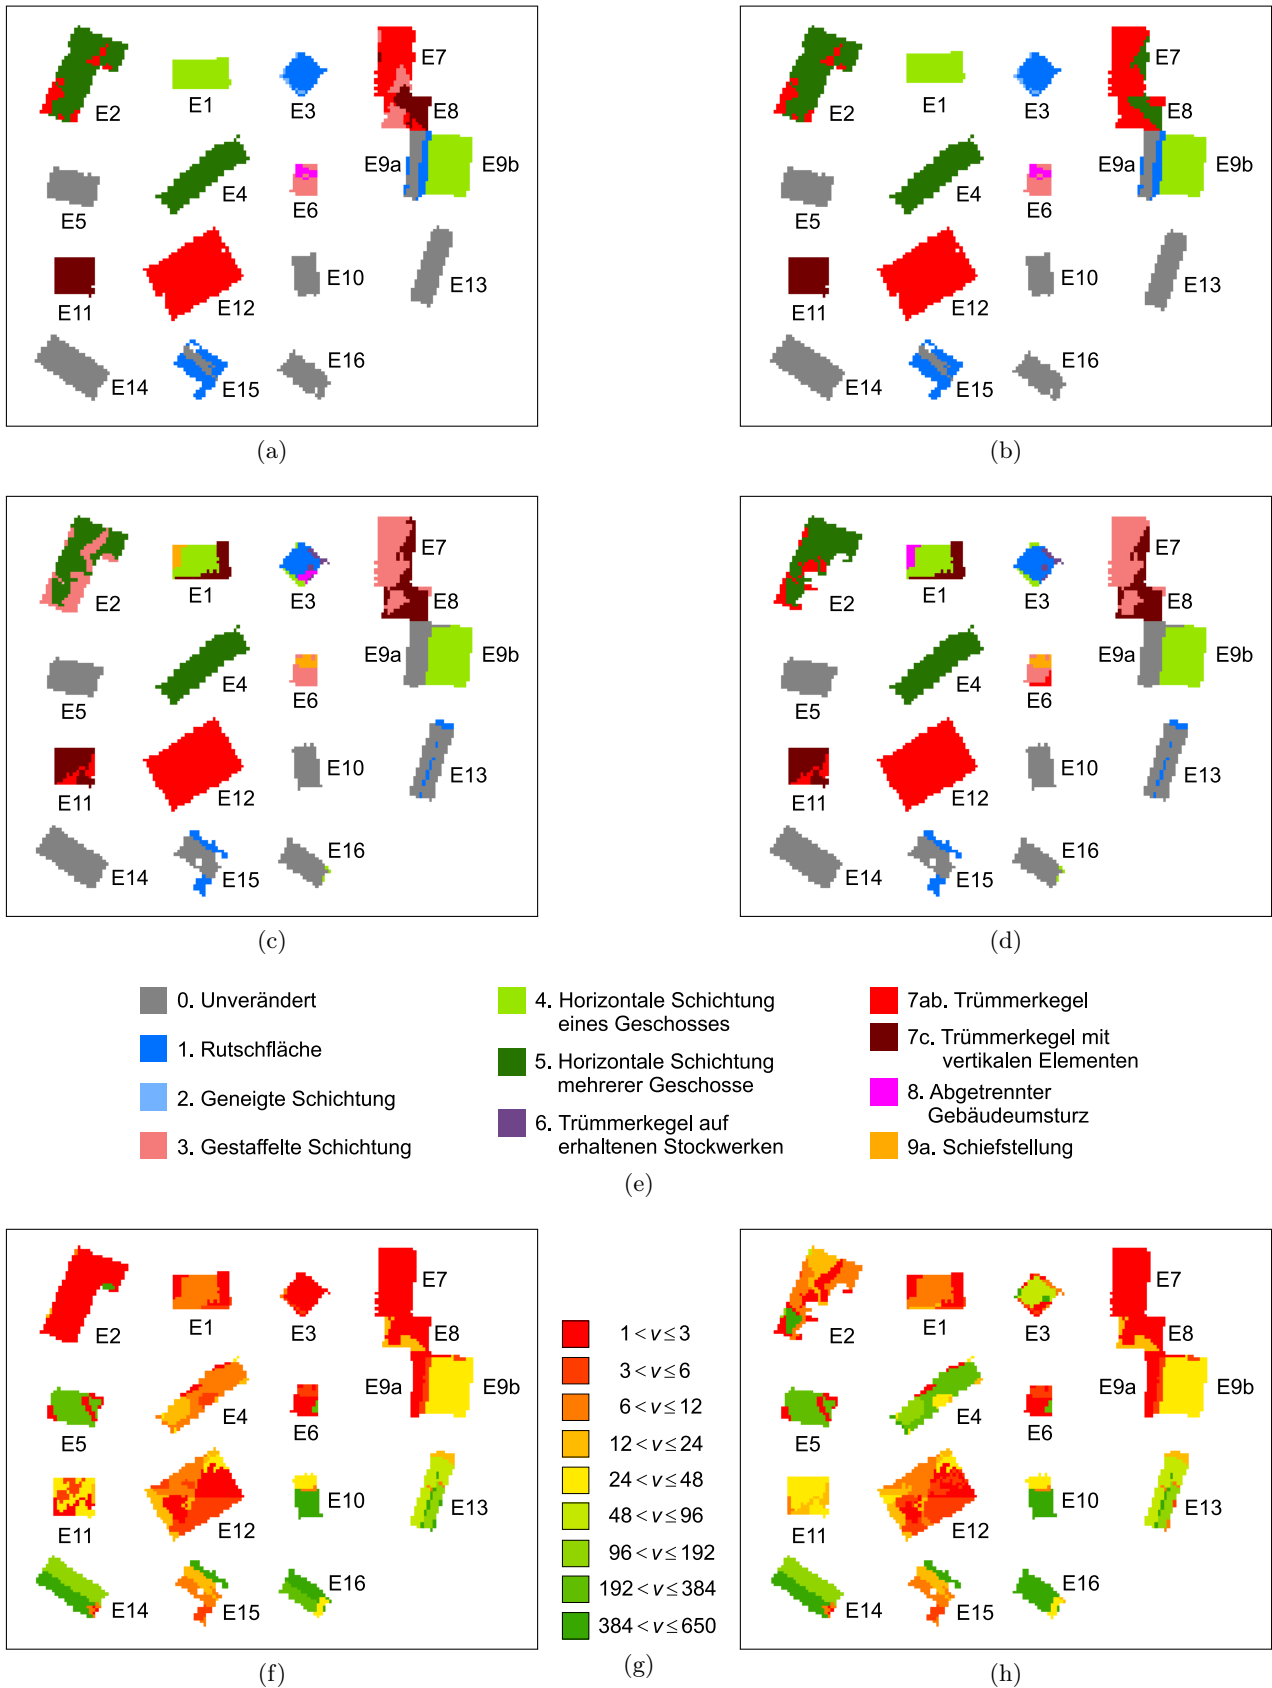 E7
E2
E1
E3
E8
E9a
E9b
E5
E4
E6
E10
E13
E11
E12
E14
E15
E16
(a)
E7
E2
E1
E3
E8
E9a
E9b
E5
E4
E6
E10
E13
E11
E12
E14
E15
E16
(b)
E7
E2
E1
E3
E8
E9a
E9b
E5
E4
E6
E10
E13
E11
E12
E14
E15
E16
(c)
E7
E2
E1
E3
E8
E9a
E9b
E5
E4
E6
E10
E13
E11
E12
E14
E15
E16
(d)
0. Unverändert
1. Rutschfläche
2. Geneigte Schichtung
3. Gestaffelte Schichtung
4. Horizontale Schichtung
eines Geschosses
5. Horizontale Schichtung
mehrerer Geschosse
6. Trümmerkegel auf
erhaltenen Stockwerken
7ab. Trümmerkegel
7c. Trümmerkegel mit
vertikalen Elementen
8. Abgetrennter
Gebäudeumsturz
9a. Schiefstellung
(e)
E7
E2
E1
E3
E8
E9a
E9b
E5
E4
E6
E10
E13
E11
E12
E14
E15
E16
(f)
1 < v ≤ 3
3 < v ≤ 6
6 < v ≤ 12
12 < v ≤ 24
24 < v ≤ 48
48 < v ≤ 96
96 < v ≤ 192
192 < v ≤ 384
384 < v ≤ 650
(g)
E7
E2
E1
E3
E8
E9a
E9b
E5
E4
E6
E10
E13
E11
E12
E14
E15
E16
(h)